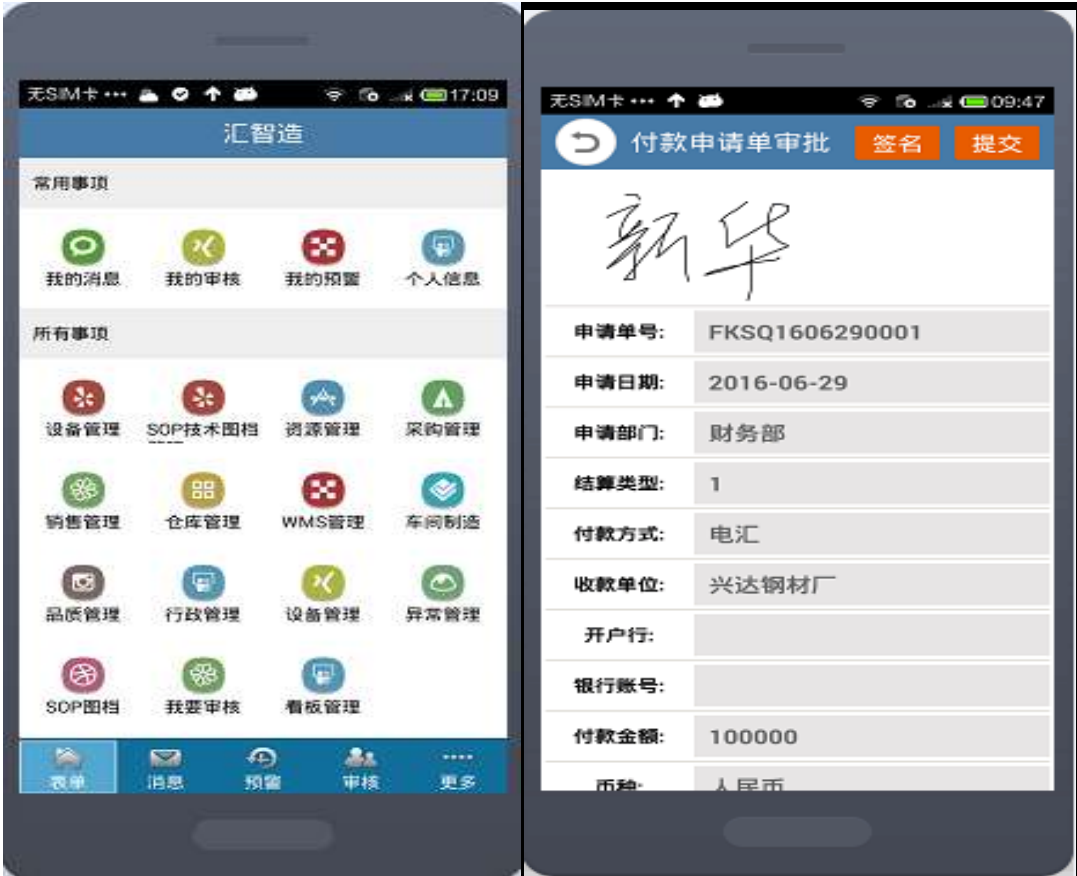 无SIM卡 ··· 17:09
汇智造
常用事项
我的消息 我的审核 我的预警 个人信息
所有事项
设备管理 SOP技术图档 资源管理 采购管理
销售管理 仓库管理 WMS管理 车间制造
品质管理 行政管理 设备管理 异常管理
SOP图档 我要审核 看板管理
表单 消息 预警 审核 更多
无SIM卡 ··· 09:47
付款申请单审批 签名 提交
新华
申请单号: FKSQ1606290001
申请日期: 2016-06-29
申请部门: 财务部
结算类型: 1
付款方式: 电汇
收款单位: 兴达钢材厂
开户行:
银行账号:
付款金额: 100000
币种: 人民币